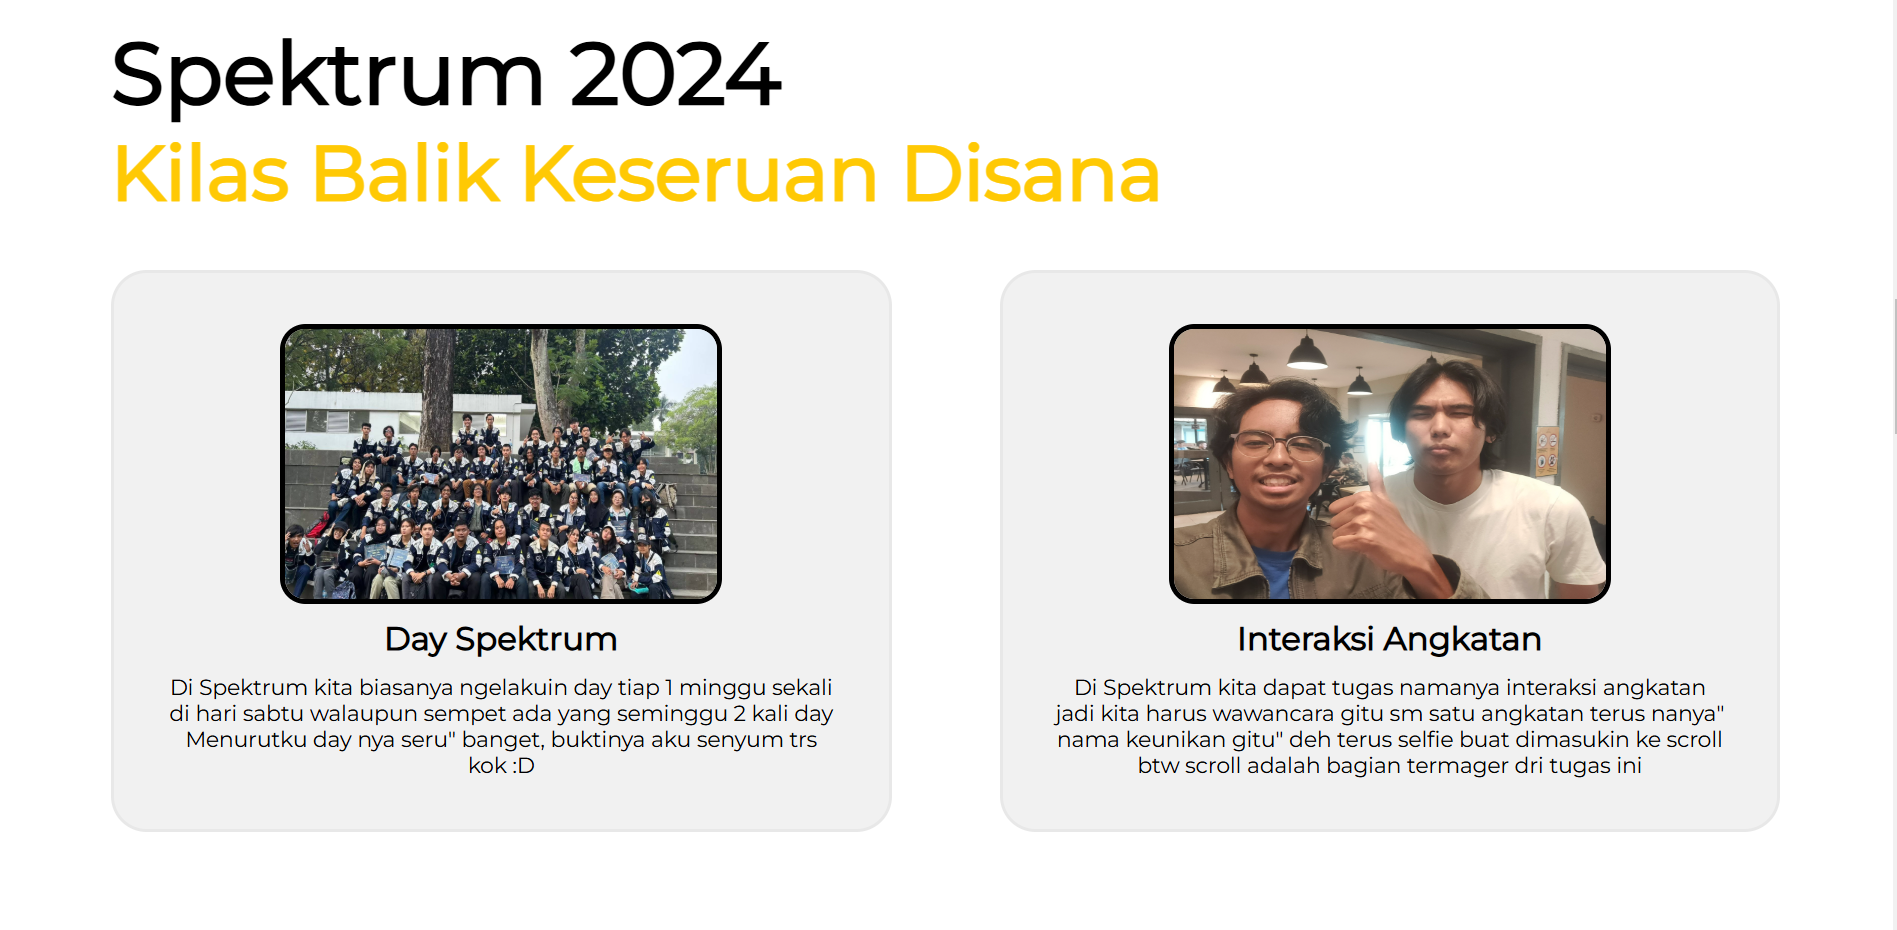 Spektrum 2024
Kilas Balik Keseruan Disana
Day Spektrum
Di Spektrum kita biasanya ngelakuin day tiap 1 minggu sekali
di hari sabtu walaupun sempet ada yang seminggu 2 kali day
Menurutku day nya seru" banget, buktinya aku senyum trs
kok :D
Interaksi Angkatan
Di Spektrum kita dapat tugas namanya interaksi angkatan
jadi kita harus wawancara gitu sm satu angkatan terus nanya"
nama keunikan gitu" deh terus selfie buat dimasukin ke scroll
btw scroll adalah bagian termager dri tugas ini